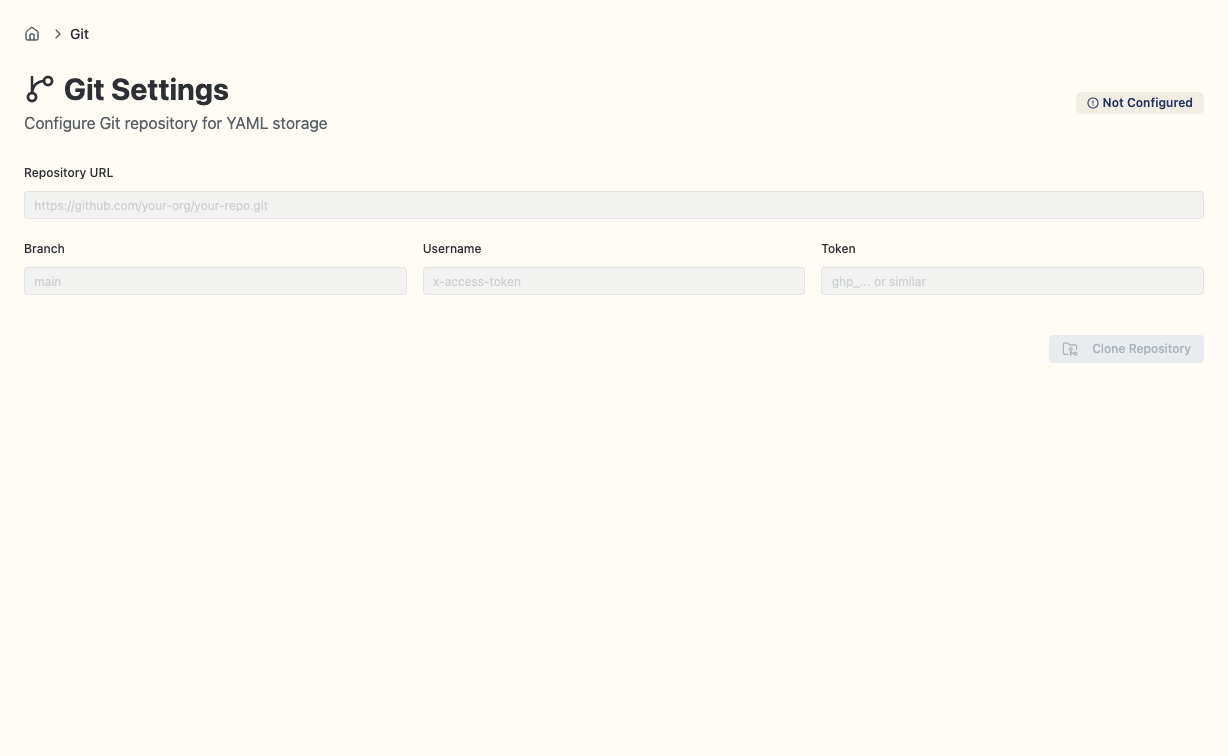 Git
Git Settings
Configure Git repository for YAML storage
Not Configured
Repository URL
https://github.com/your-org/your-repo.git
Branch
Username
Token
main
x-access-token
ghp_... or similar
Clone Repository